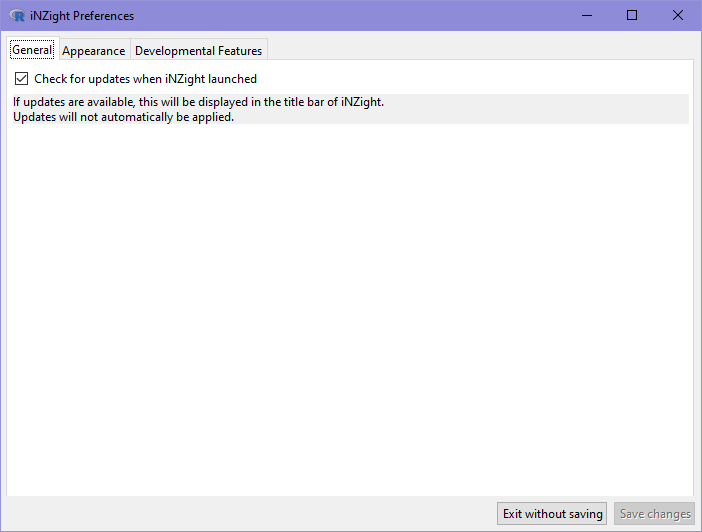 iNZight Preferences
General
Appearance
Developmental Features
Check for updates when iNZight launched
If updates are available, this will be displayed in the title bar of iNZight.
Updates will not automatically be applied.
Exit without saving
Save changes